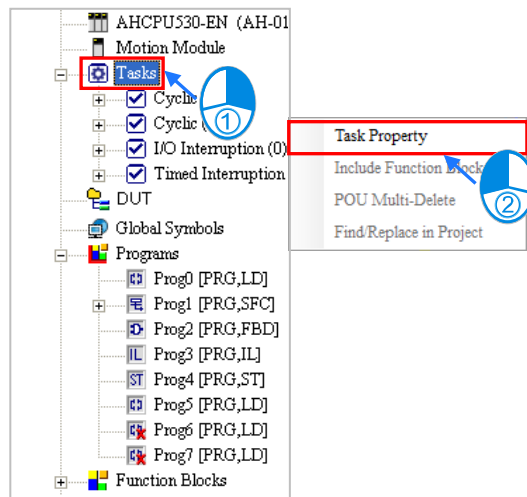 AHCPU530-EN (AH-01
Motion Module
Tasks
Cyclic
Cyclic (
①
I/O Interruption (0)
Timed Interruption
DUT
Global Symbols
Programs
Prog0 [PRG,LD]
Prog1 [PRG,SFC]
Prog2 [PRG,FBD]
IL Prog3 [PRG,IL]
ST Prog4 [PRG,ST]
Prog5 [PRG,LD]
Prog6 [PRG,LD]
Prog7 [PRG,LD]
Function Blocks
Task Property
Include Function Block
②
POU Multi-Delete
Find/Replace in Project